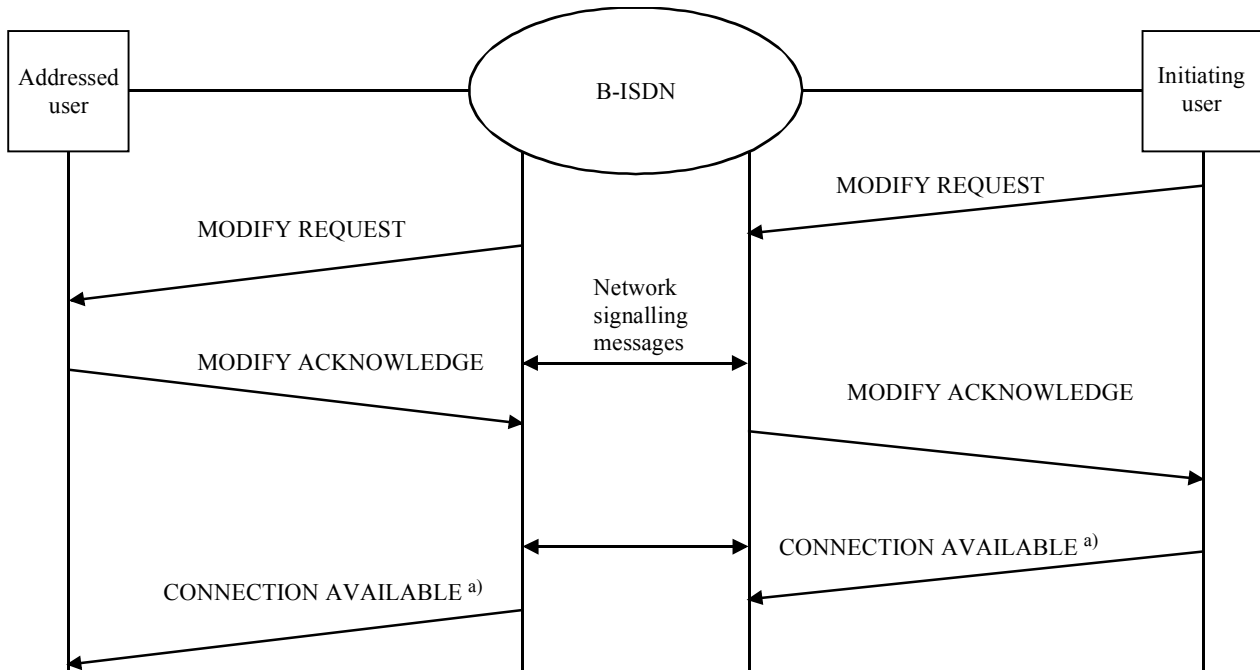 Addressed
user
B-ISDN
Initiating
user
MODIFY REQUEST
MODIFY REQUEST
Network
signalling
messages
MODIFY ACKNOWLEDGE
MODIFY ACKNOWLEDGE
CONNECTION AVAILABLE a)
CONNECTION AVAILABLE a)